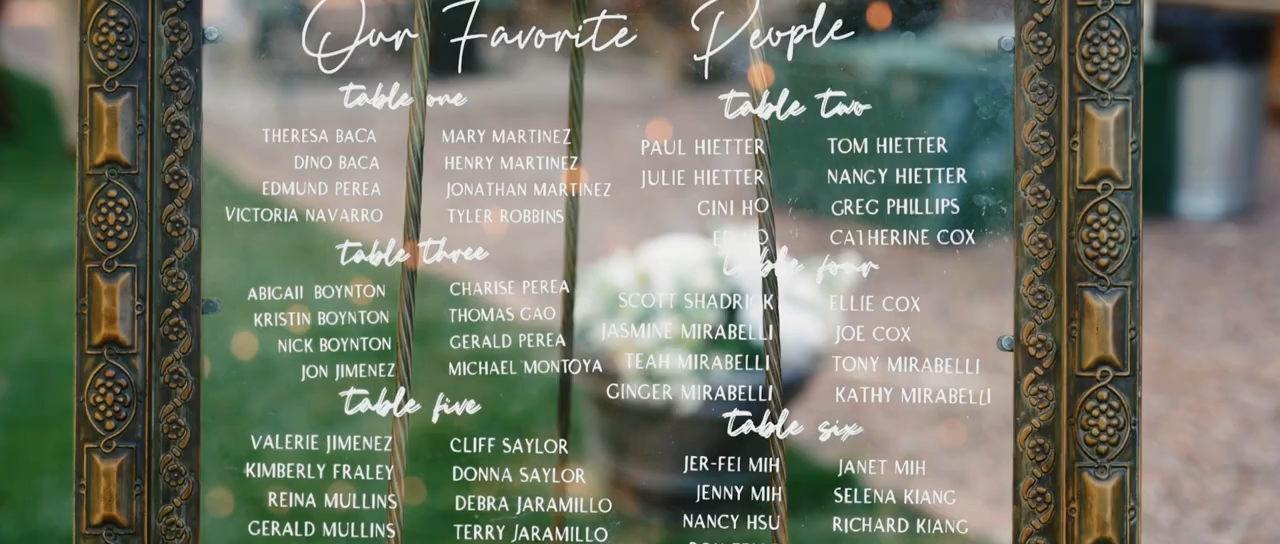 Our Favorite People
table one
THERESA BACA
DINO BACA
EDMUND PEREA
VICTORIA NAVARRO
MARY MARTINEZ
HENRY MARTINEZ
JONATHAN MARTINEZ
TYLER ROBBINS
table two
PAUL HIETTER
JULIE HIETTER
GINI HO
TOM HIETTER
NANCY HIETTER
GREG PHILLIPS
CATHERINE COX
table three
ABIGAIL BOYNTON
KRISTIN BOYNTON
NICK BOYNTON
JON JIMENEZ
CHARISE PEREA
THOMAS GAO
GERALD PEREA
MICHAEL MONTOYA
table four
SCOTT SHADRICK
JASMINE MIRABELLI
TEAH MIRABELLI
GINGER MIRABELLI
ELLIE COX
JOE COX
TONY MIRABELLI
KATHY MIRABELLI
table five
VALERIE JIMENEZ
KIMBERLY FRALEY
REINA MULLINS
GERALD MULLINS
CLIFF SAYLOR
DONNA SAYLOR
DEBRA JARAMILLO
TERRY JARAMILLO
table six
JER-FEI MIH
JENNY MIH
NANCY HSU
JANET MIH
SELENA KIANG
RICHARD KIANG